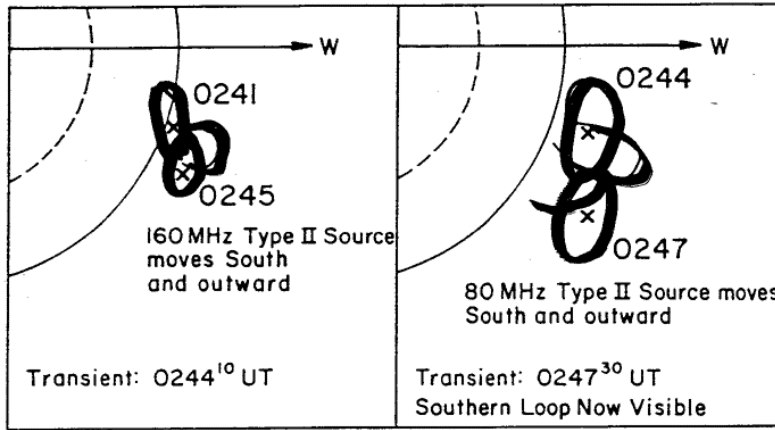 W
0241
0245
160 MHz Type II Source
moves South
and outward
Transient: 0244¹⁰ UT
W
0244
0247
80 MHz Type II Source moves
South and outward
Transient: 0247³⁰ UT
Southern Loop Now Visible